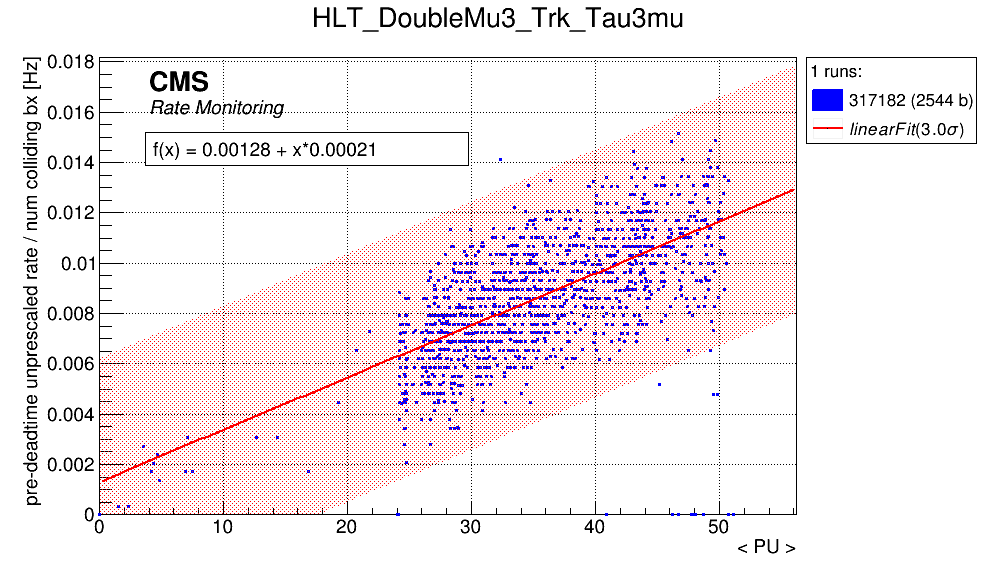 HLT_DoubleMu3_Trk_Tau3mu
pre-deadtime unprescaled rate / num colliding bx [Hz]
0.018
0.016
0.014
0.012
0.01
0.008
0.006
0.004
0.002
0
CMS
Rate Monitoring
f(x) = 0.00128 + x*0.00021
0 10 20 30 40 50
< PU >
1 runs:
317182 (2544 b)
linearFit(3.0σ)